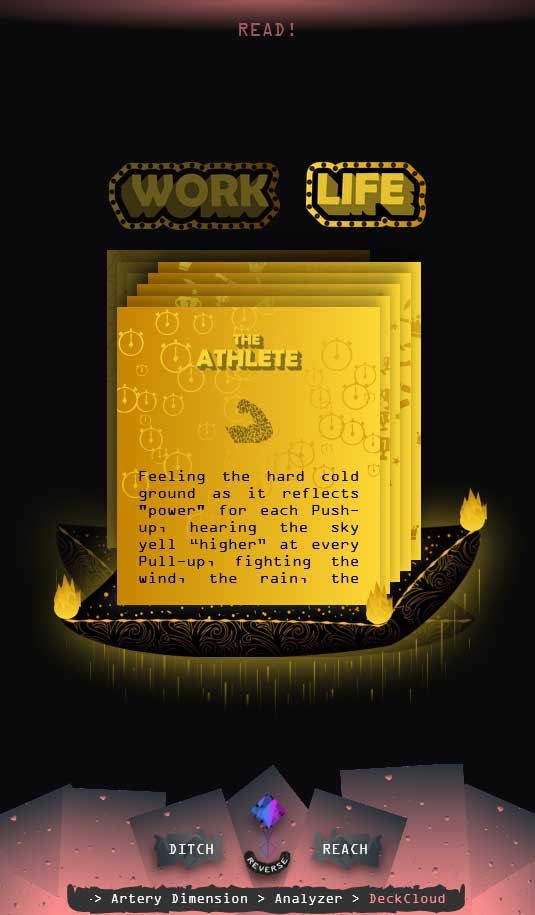 READ!
WORK LIFE
THE
ATHLETE
Feeling the hard cold
ground as it reflects
"power" for each Push-
up, hearing the sky
yell "higher" at every
Pull-up, fighting the
wind, the rain, the
DITCH REACH
REVERSE
-> Artery Dimension > Analyzer > DeckCloud